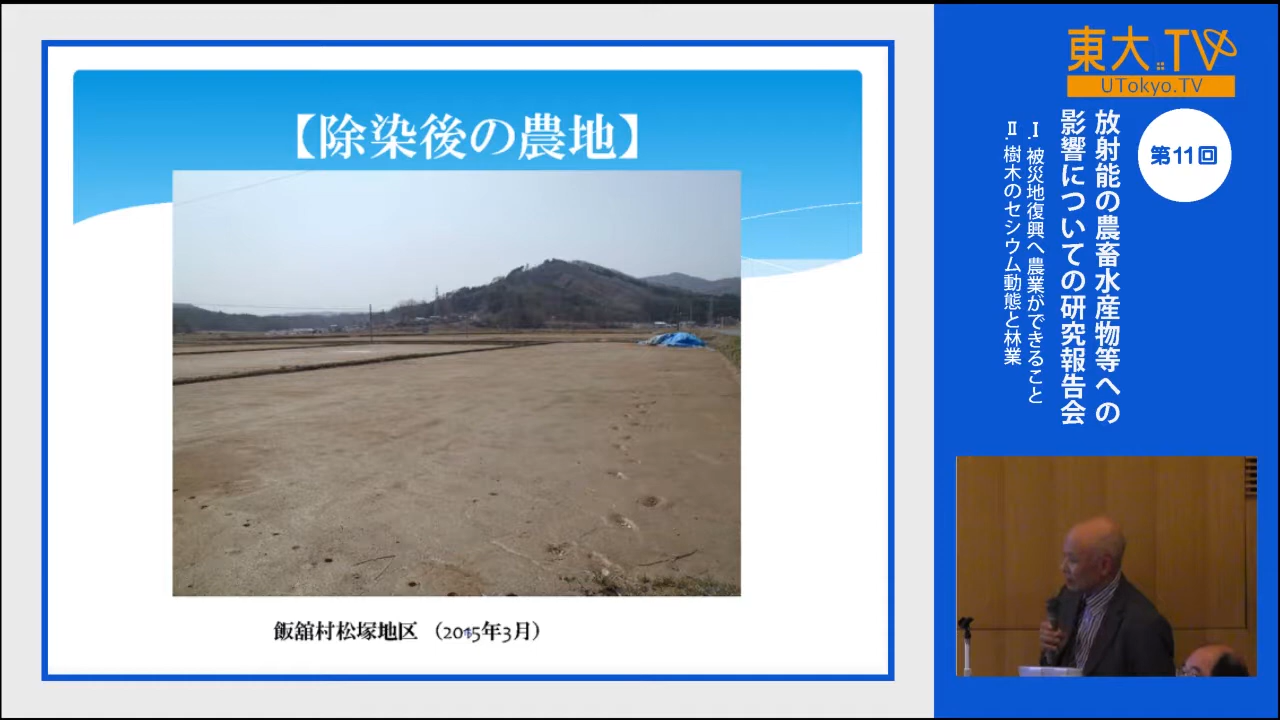 【除染後の農地】
飯舘村松塚地区 （2015年3月）
東大.TV
UTokyo.TV
第11回
放射能の農畜水産物等への
影響についての研究報告会
Ⅰ.被災地復興へ農業ができること
Ⅱ.樹木のセシウム動態と林業